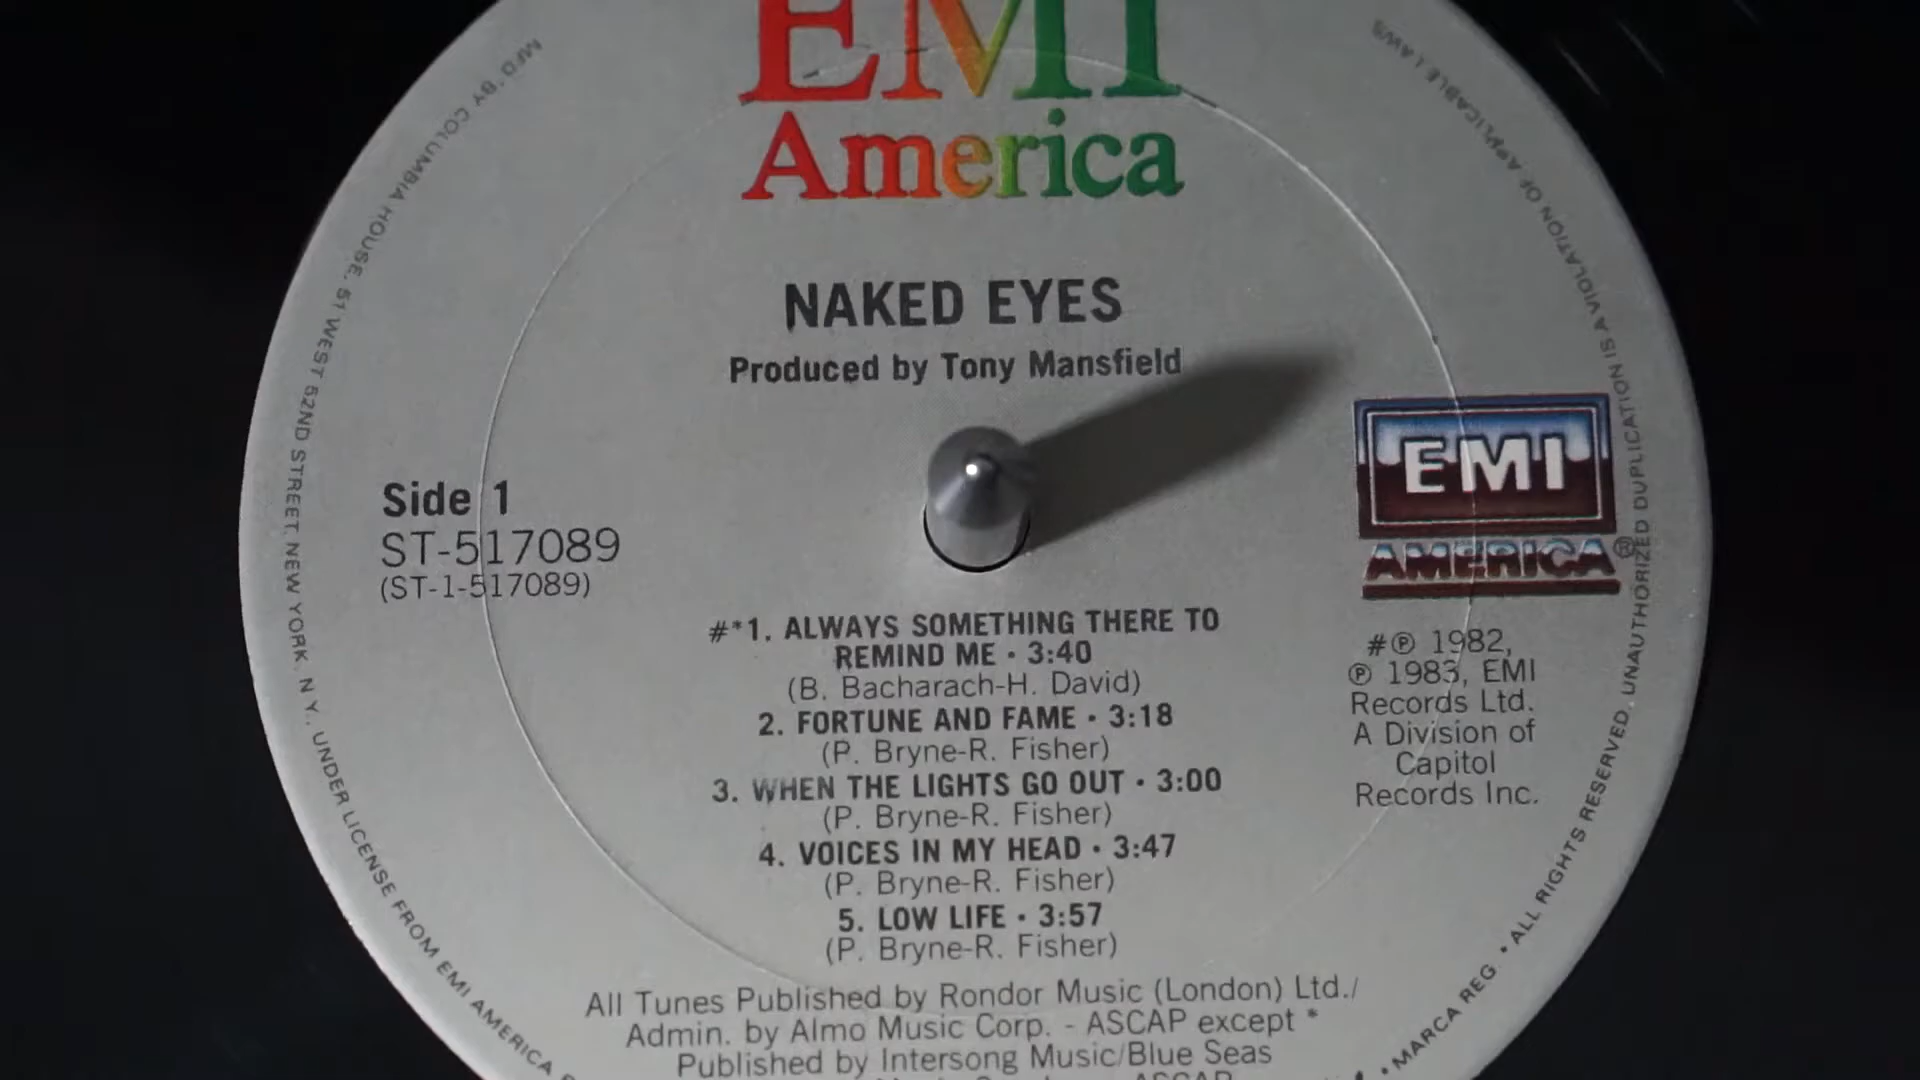 EMI
America
NAKED EYES
Produced by Tony Mansfield
Side 1
ST-517089
(ST-1-517089)
EMI
AMERICA®
#*1. ALWAYS SOMETHING THERE TO
REMIND ME • 3:40
(B. Bacharach-H. David)
2. FORTUNE AND FAME • 3:18
(P. Bryne-R. Fisher)
3. WHEN THE LIGHTS GO OUT • 3:00
(P. Bryne-R. Fisher)
4. VOICES IN MY HEAD • 3:47
(P. Bryne-R. Fisher)
5. LOW LIFE • 3:57
(P. Bryne-R. Fisher)
#℗ 1982,
℗ 1983, EMI
Records Ltd.
A Division of
Capitol
Records Inc.
All Tunes Published by Rondor Music (London) Ltd./
Admin. by Almo Music Corp. - ASCAP except *
Published by Intersong Music/Blue Seas
ASCAP
MFD. BY COLUMBIA HOUSE, 51 WEST 52ND STREET, NEW YORK, N.Y., UNDER LICENSE FROM EMI AMERICA
• MARCA REG. • ALL RIGHTS RESERVED. UNAUTHORIZED DUPLICATION IS A VIOLATION OF APPLICABLE LAWS